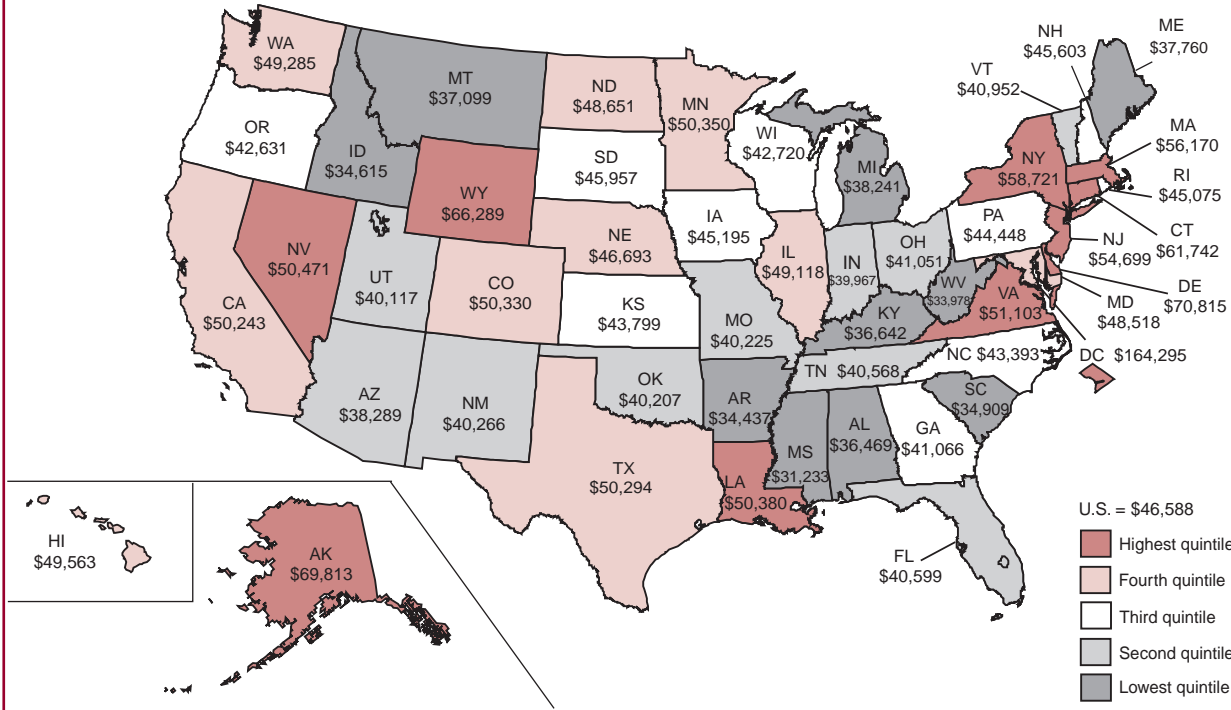 WA
$49,285
MT
$37,099
ND
$48,651
MN
$50,350
NH
$45,603
ME
$37,760
VT
$40,952
OR
$42,631
ID
$34,615
WY
$66,289
SD
$45,957
WI
$42,720
MI
$38,241
NY
$58,721
MA
$56,170
RI
$45,075
CT
$61,742
NV
$50,471
UT
$40,117
CO
$50,330
NE
$46,693
IA
$45,195
IL
$49,118
IN
$39,967
OH
$41,051
PA
$44,448
NJ
$54,699
DE
$70,815
MD
$48,518
DC $164,295
CA
$50,243
KS
$43,799
MO
$40,225
KY
$36,642
WV
$33,978
VA
$51,103
AZ
$38,289
NM
$40,266
OK
$40,207
AR
$34,437
TN $40,568
NC $43,393
SC
$34,909
TX
$50,294
LA
$50,380
MS
$31,233
AL
$36,469
GA
$41,066
FL
$40,599
HI
$49,563
AK
$69,813
U.S. = $46,588
Highest quintile
Fourth quintile
Third quintile
Second quintile
Lowest quintile